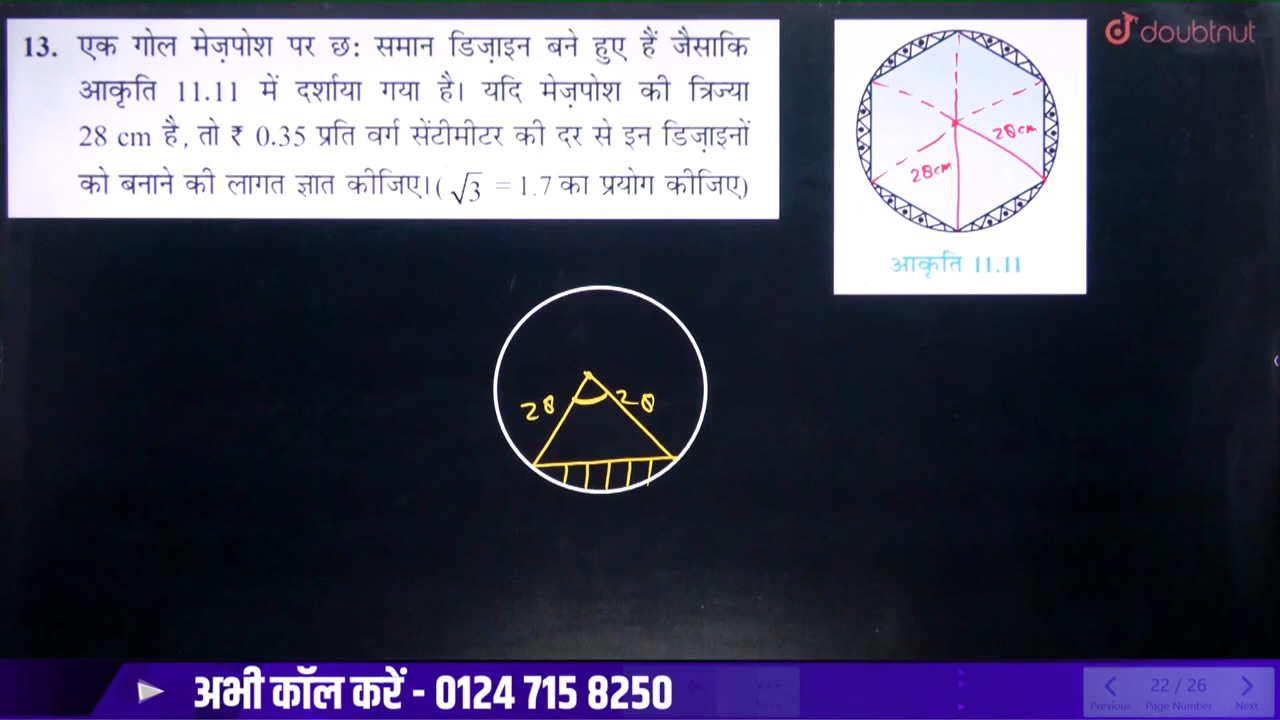 13. एक गोल मेज़पोश पर छ: समान डिज़ाइन बने हुए हैं जैसाकि
आकृति 11.11 में दर्शाया गया है। यदि मेज़पोश की त्रिज्या
28 cm है, तो ₹ 0.35 प्रति वर्ग सेंटीमीटर की दर से इन डिज़ाइनों
को बनाने की लागत ज्ञात कीजिए। ( √3 = 1.7 का प्रयोग कीजिए)
doubtnut
28cm
28cm
आकृति 11.11
28 28
अभी कॉल करें - 0124 715 8250
22 / 26
Previous Page Number Next